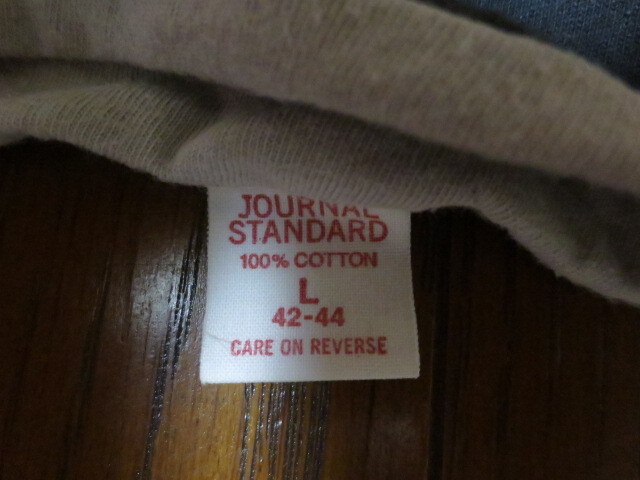 JOURNAL
STANDARD
100% COTTON
L
42-44
CARE ON REVERSE